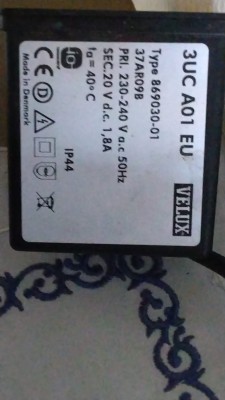 3UC A01 EU
VELUX
Type 869030-01
37AR09B
PRI. 230-240 V a.c 50Hz
SEC.20 V d.c. 1,8A
ta=40°C
IP44
CE
Made in Denmark